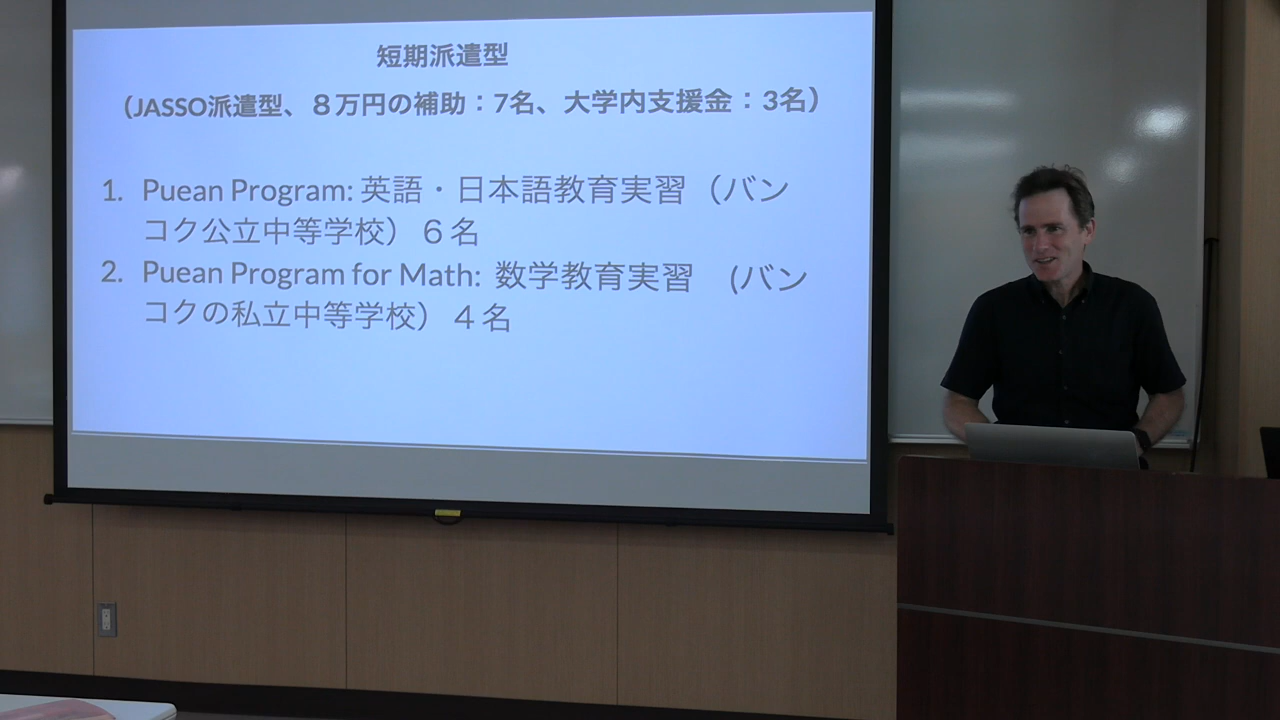 短期派遣型
（JASSO派遣型、８万円の補助：7名、大学内支援金：3名）
1. Puean Program: 英語・日本語教育実習 （バン
コク公立中等学校）６名
2. Puean Program for Math: 数学教育実習　(バン
コクの私立中等学校）４名